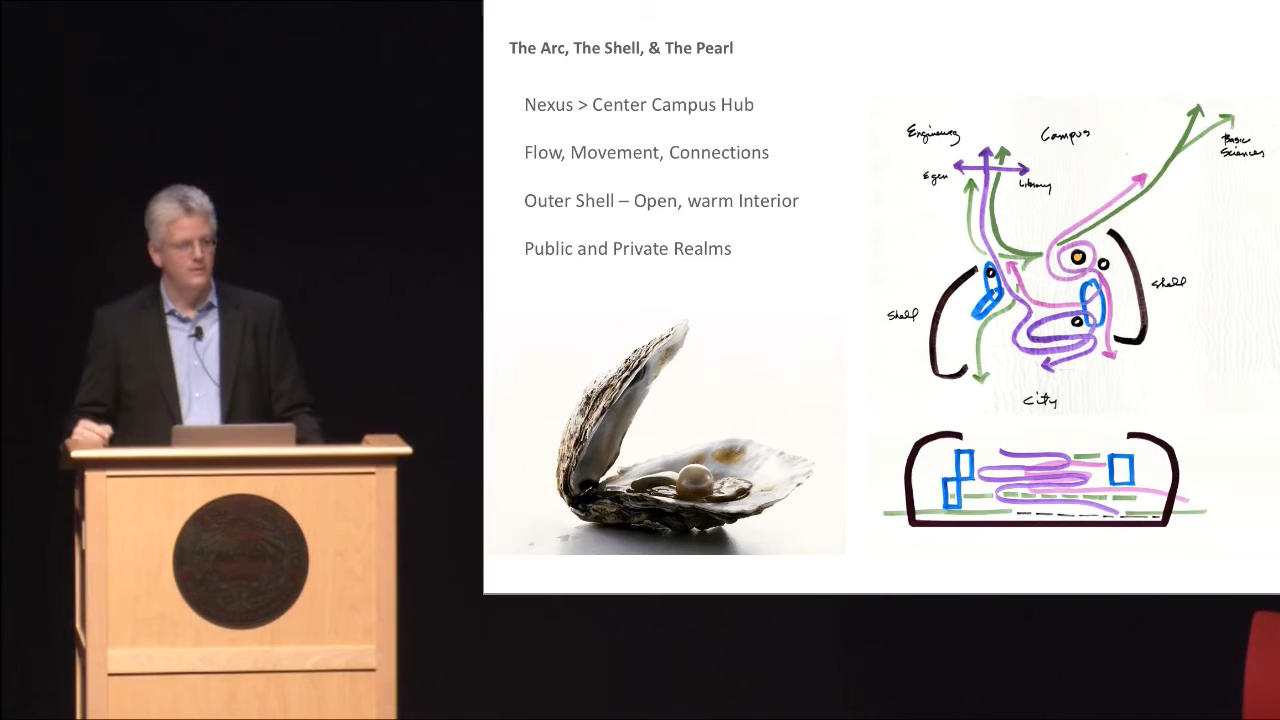 The Arc, The Shell, & The Pearl
Nexus > Center Campus Hub
Flow, Movement, Connections
Outer Shell – Open, warm Interior
Public and Private Realms
Engineering
Campus
Basic
Sciences
Egan
Library
Shell
Shell
City